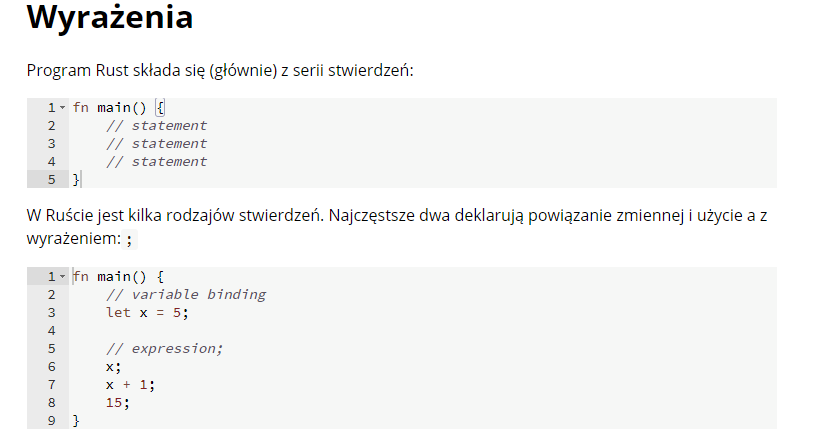 Wyrażenia
Program Rust składa się (głównie) z serii stwierdzeń:
1 fn main() {
2     // statement
3     // statement
4     // statement
5 }
W Ruście jest kilka rodzajów stwierdzeń. Najczęstsze dwa deklarują powiązanie zmiennej i użycie a z
wyrażeniem: ;
1 fn main() {
2     // variable binding
3     let x = 5;
4
5     // expression;
6     x;
7     x + 1;
8     15;
9 }